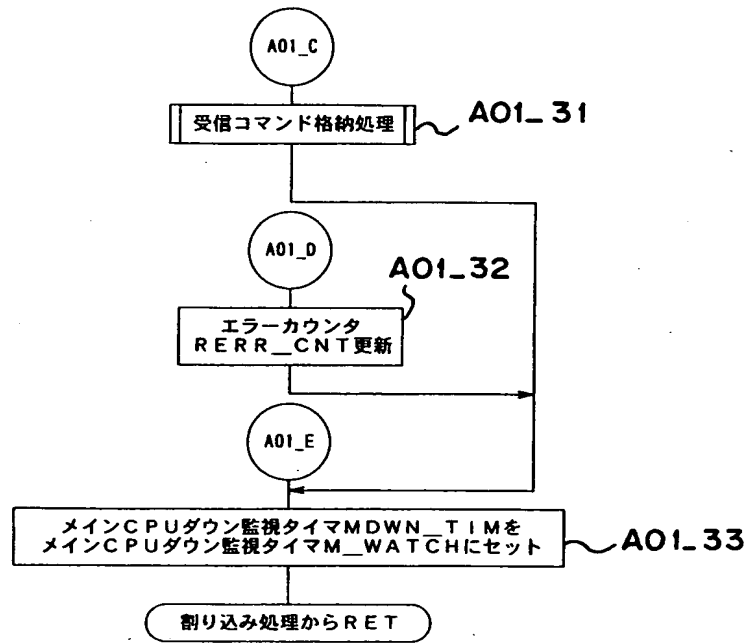 A01_C
受信コマンド格納処理
A01_31
A01_D
A01_32
エラーカウンタ
RERR__CNT更新
A01_E
メインCPUダウン監視タイマMDWN__TIMを
メインCPUダウン監視タイマM__WATCHにセット
A01_33
割り込み処理からRET